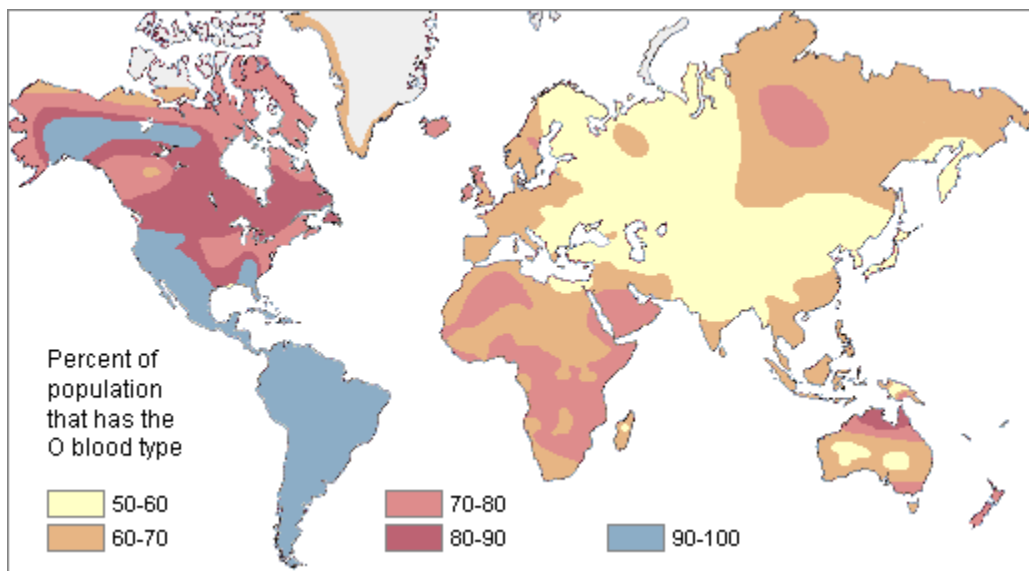 Percent of
population
that has the
O blood type
50-60
60-70
70-80
80-90
90-100